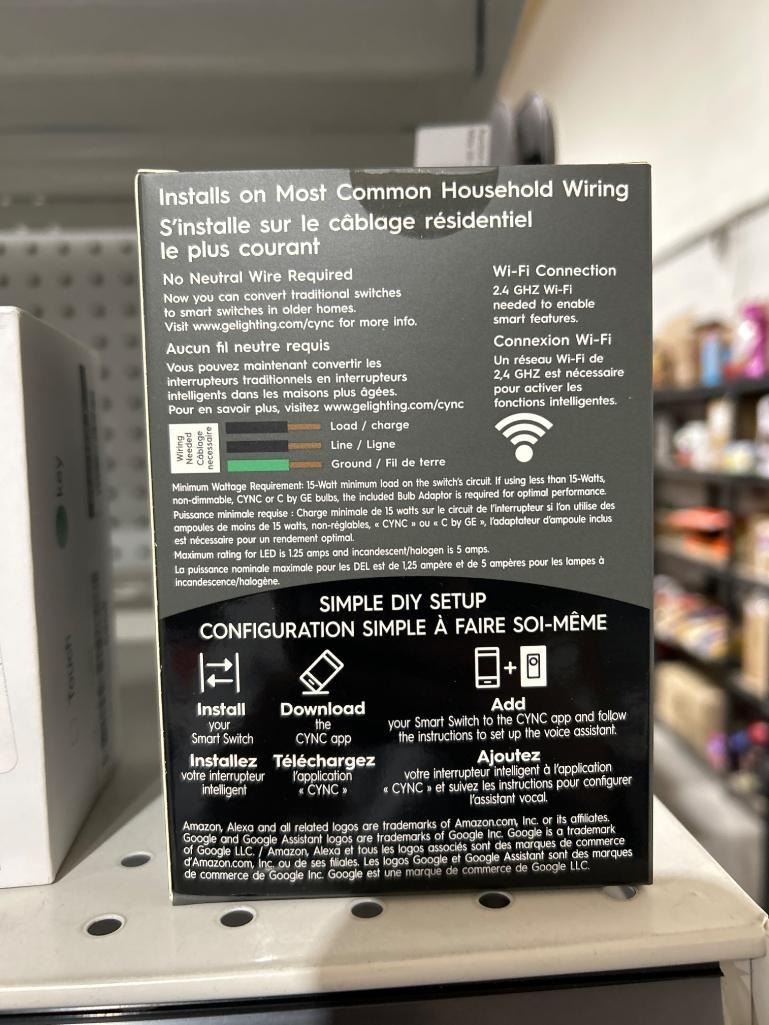 Installs on Most Common Household Wiring
S'installe sur le câblage résidentiel
le plus courant
No Neutral Wire Required
Now you can convert traditional switches
to smart switches in older homes.
Visit www.gelighting.com/cync for more info.
Aucun fil neutre requis
Vous pouvez maintenant convertir les
interrupteurs traditionnels en interrupteurs
intelligents dans les maisons plus âgées.
Pour en savoir plus, visitez www.gelighting.com/cync
Wi-Fi Connection
2.4 GHZ Wi-Fi
needed to enable
smart features.
Connexion Wi-Fi
Un réseau Wi-Fi de
2,4 GHZ est nécessaire
pour activer les
fonctions intelligentes.
Wiring
Needed
Câblage
necessaire
Load / charge
Line / Ligne
Ground / Fil de terre
Minimum Wattage Requirement: 15-Watt minimum load on the switch's circuit. If using less than 15-Watts,
non-dimmable, CYNC or C by GE bulbs, the included Bulb Adaptor is required for optimal performance.
Puissance minimale requise : Charge minimale de 15 watts sur le circuit de l'interrupteur si l'on utilise des
ampoules de moins de 15 watts, non-réglables, « CYNC » ou « C by GE », l'adaptateur d'ampoule inclus
est nécessaire pour un rendement optimal.
Maximum rating for LED is 1.25 amps and incandescent/halogen is 5 amps.
La puissance nominale maximale pour les DEL est de 1,25 ampère et de 5 ampères pour les lampes à
incandescence/halogène.
SIMPLE DIY SETUP
CONFIGURATION SIMPLE À FAIRE SOI-MÊME
Install
your
Smart Switch
Installez
votre interrupteur
intelligent
Download
the
CYNC app
Téléchargez
l'application
« CYNC »
Add
your Smart Switch to the CYNC app and follow
the instructions to set up the voice assistant.
Ajoutez
votre interrupteur intelligent à l'application
« CYNC » et suivez les instructions pour configurer
l'assistant vocal.
Amazon, Alexa and all related logos are trademarks of Amazon.com, Inc. or its affiliates.
Google and Google Assistant logos are trademarks of Google Inc. Google is a trademark
of Google LLC. / Amazon, Alexa et tous les logos associés sont des marques de commerce
d'Amazon.com, Inc. ou de ses filiales. Les logos Google et Google Assistant sont des marques
de commerce de Google Inc. Google est une marque de commerce de Google LLC.
key
Touch